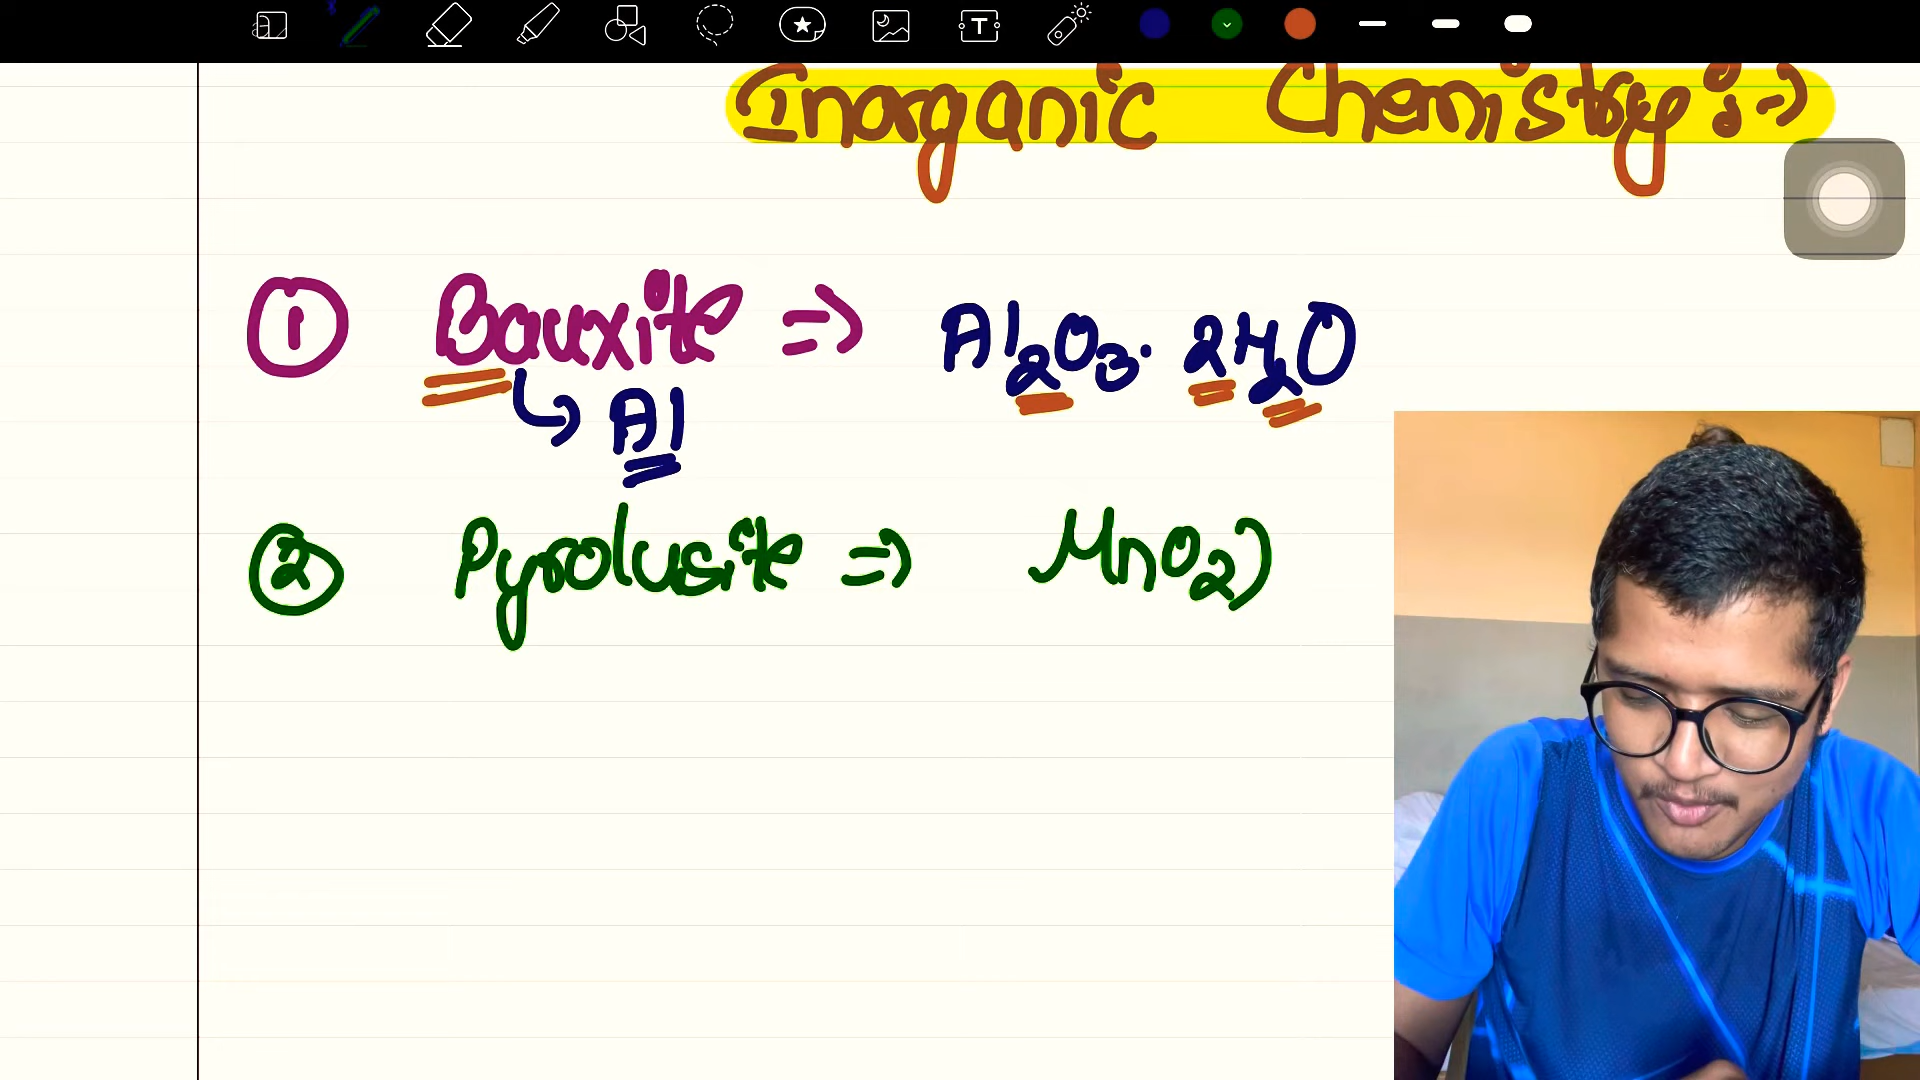 Inorganic Chemistry :->
① Bauxite => Al₂O₃. 2H₂O
↳ Al
② Pyrolusite => MnO₂)